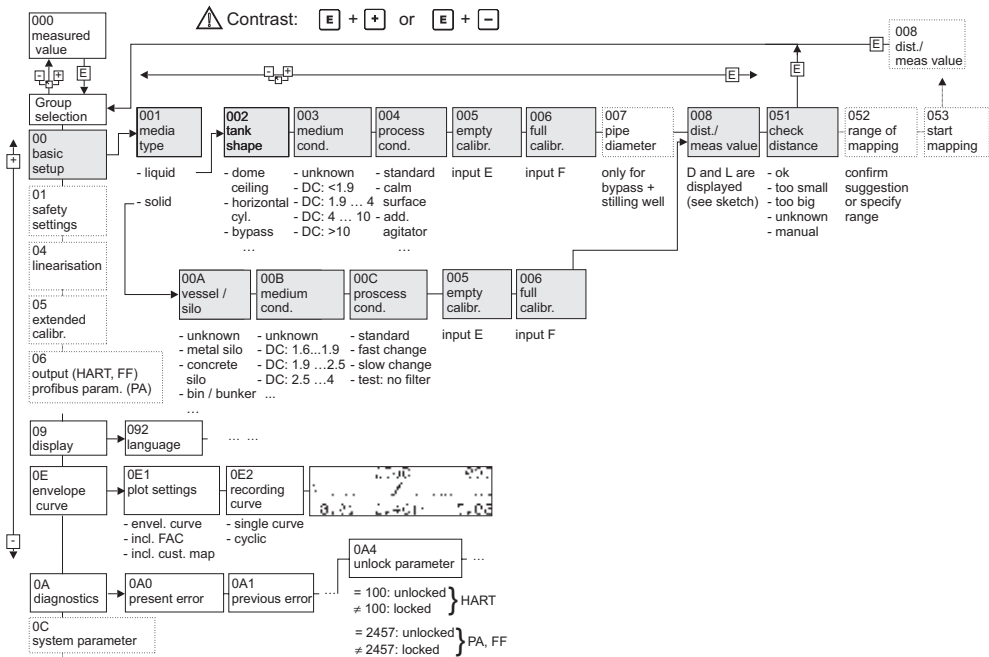 Contrast: E + + or E + −
000
measured
value
- +
E
Group
selection
00
basic
setup
01
safety
settings
04
linearisation
05
extended
calibr.
06
output (HART, FF)
profibus param. (PA)
+
-
001
media
type
- liquid
- solid
002
tank
shape
- dome
ceiling
- horizontal
cyl.
- bypass
...
003
medium
cond.
- unknown
- DC: <1.9
- DC: 1.9 ... 4
- DC: 4 ... 10
- DC: >10
004
process
cond.
- standard
- calm
surface
- add.
agitator
...
005
empty
calibr.
input E
006
full
calibr.
input F
007
pipe
diameter
only for
bypass +
stilling well
- +
E
008
dist./
meas value
D and L are
displayed
(see sketch)
051
check
distance
- ok
- too small
- too big
- unknown
- manual
E
052
range of
mapping
confirm
suggestion
or specify
range
053
start
mapping
E
008
dist./
meas value
00A
vessel /
silo
- unknown
- metal silo
- concrete
silo
- bin / bunker
...
00B
medium
cond.
- unknown
- DC: 1.6...1.9
- DC: 1.9 ...2.5
- DC: 2.5 ...4
...
00C
proscess
cond.
- standard
- fast change
- slow change
- test: no filter
005
empty
calibr.
input E
006
full
calibr.
input F
09
display
092
language
... ...
0E
envelope
curve
0E1
plot settings
- envel. curve
- incl. FAC
- incl. cust. map
0E2
recording
curve
- single curve
- cyclic
0A
diagnostics
0A0
present error
0A1
previous error
...
0A4
unlock parameter
...
= 100: unlocked
≠ 100: locked
} HART
= 2457: unlocked
≠ 2457: locked
} PA, FF
0C
system parameter